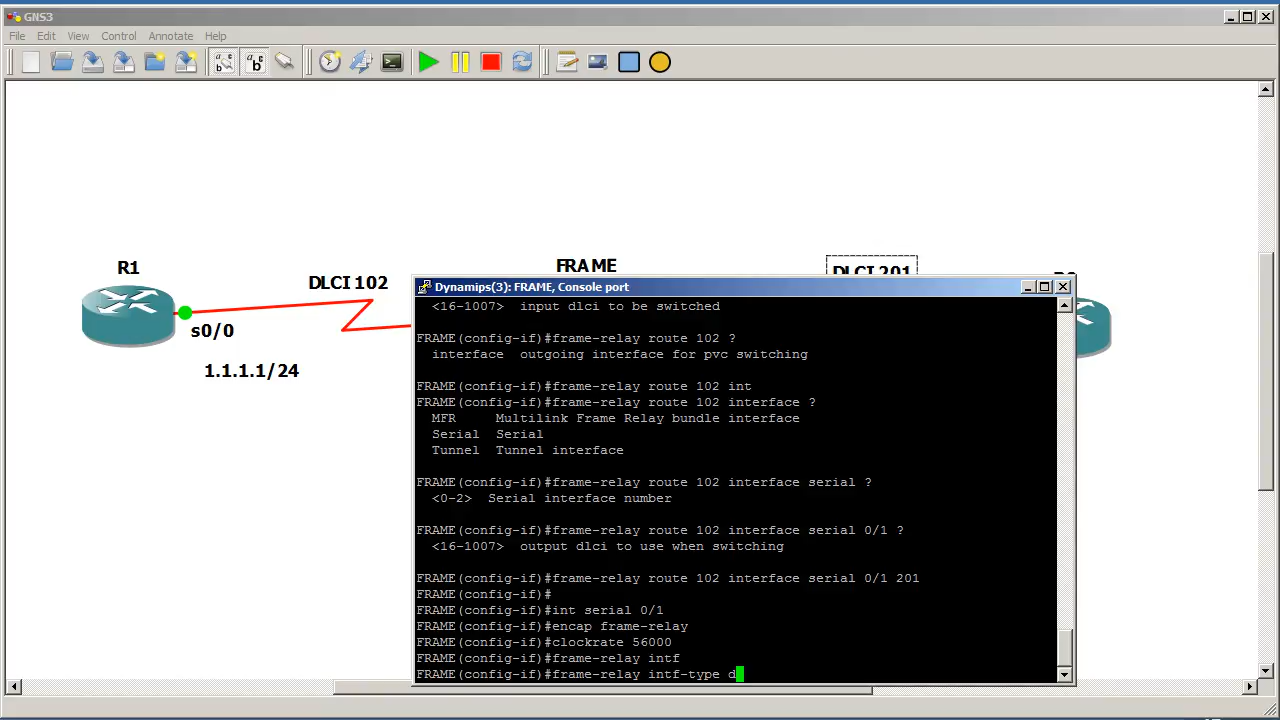 GNS3
File Edit View Control Annotate Help
R1
DLCI 102
FRAME
DLCI 201
s0/0
1.1.1.1/24
Dynamips(3): FRAME, Console port
<16-1007> input dlci to be switched
FRAME(config-if)#frame-relay route 102 ?
interface outgoing interface for pvc switching
FRAME(config-if)#frame-relay route 102 int
FRAME(config-if)#frame-relay route 102 interface ?
MFR Multilink Frame Relay bundle interface
Serial Serial
Tunnel Tunnel interface
FRAME(config-if)#frame-relay route 102 interface serial ?
<0-2> Serial interface number
FRAME(config-if)#frame-relay route 102 interface serial 0/1 ?
<16-1007> output dlci to use when switching
FRAME(config-if)#frame-relay route 102 interface serial 0/1 201
FRAME(config-if)#
FRAME(config-if)#int serial 0/1
FRAME(config-if)#encap frame-relay
FRAME(config-if)#clockrate 56000
FRAME(config-if)#frame-relay intf
FRAME(config-if)#frame-relay intf-type d